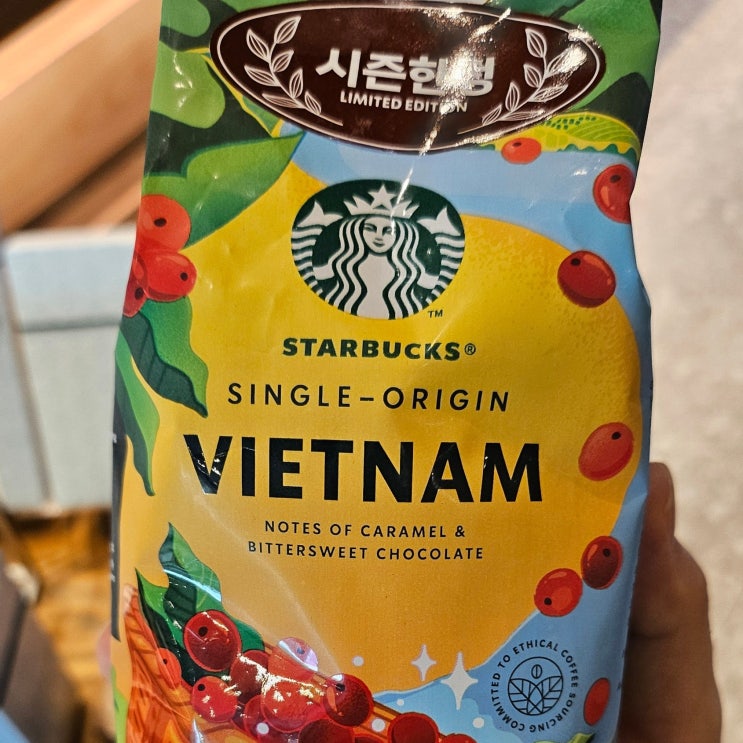 시즌한정
LIMITED EDITION
STARBUCKS®
SINGLE-ORIGIN
VIETNAM
NOTES OF CARAMEL &
BITTERSWEET CHOCOLATE
COMMITTED TO ETHICAL COFFEE SOURCING
TM